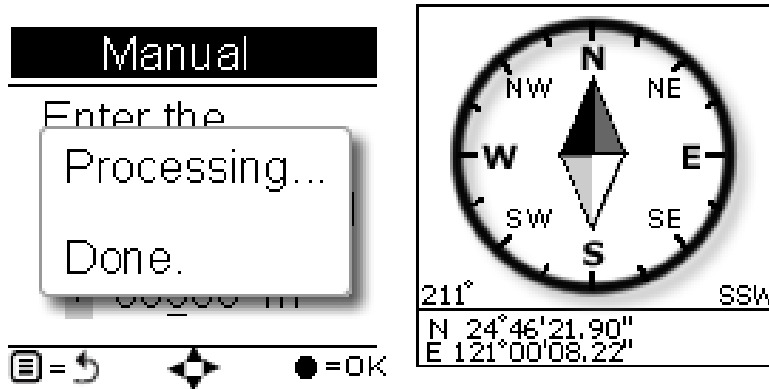 Manual
Enter the
Processing...
Done.
=OK
N
NW
NE
W
E
SW
SE
S
211° SSW
N 24°46'21.90"
E 121°00'08.22"